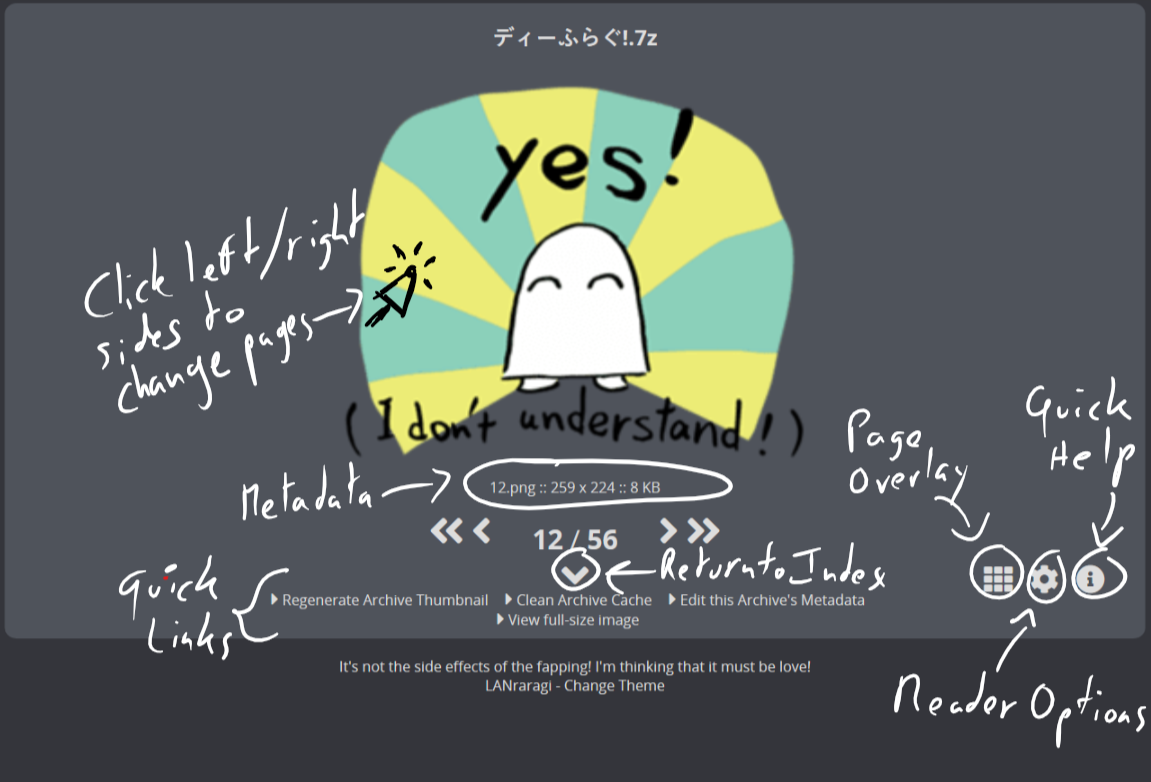 ディーふらぐ!.7z
yes!
Click left/right
sides to
change pages
(I don't understand!)
Metadata
12.png :: 259 x 224 :: 8 KB
12 / 56
Return to Index
Page
Overlay
Quick
Help
Quick
Links
Regenerate Archive Thumbnail
Clean Archive Cache
Edit this Archive's Metadata
View full-size image
Reader Options
It's not the side effects of the fapping! I'm thinking that it must be love!
LANraragi - Change Theme